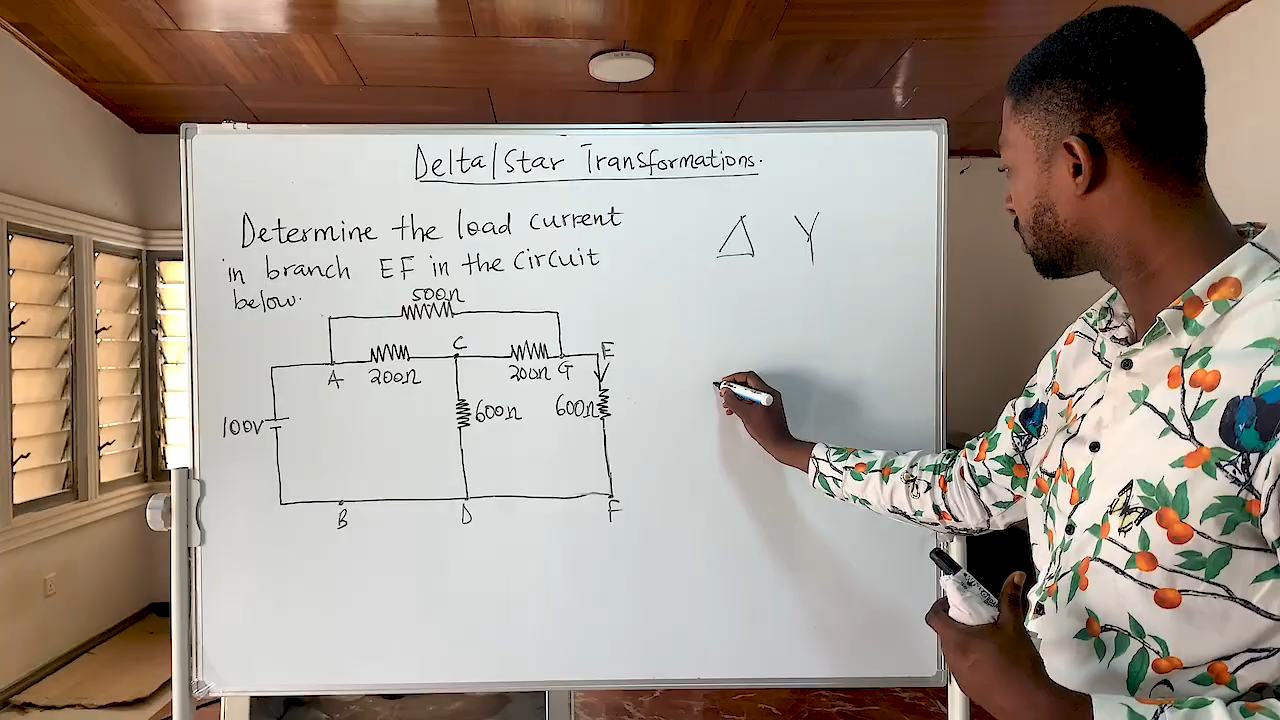 Delta/Star Transformations.
Determine the load current
in branch EF in the circuit
below.
Δ Y
500Ω
C
E
A
200Ω
200Ω
G
100V
600Ω
600Ω
B
D
F